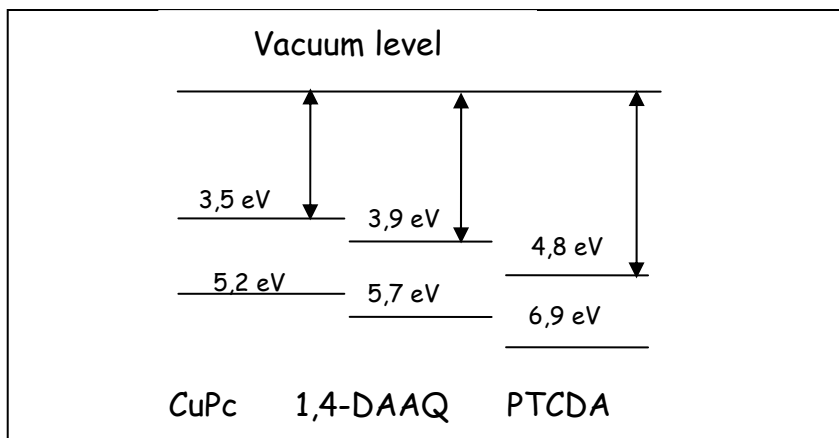 Vacuum level
3,5 eV
3,9 eV
4,8 eV
5,2 eV
5,7 eV
6,9 eV
CuPc 1,4-DAAQ PTCDA